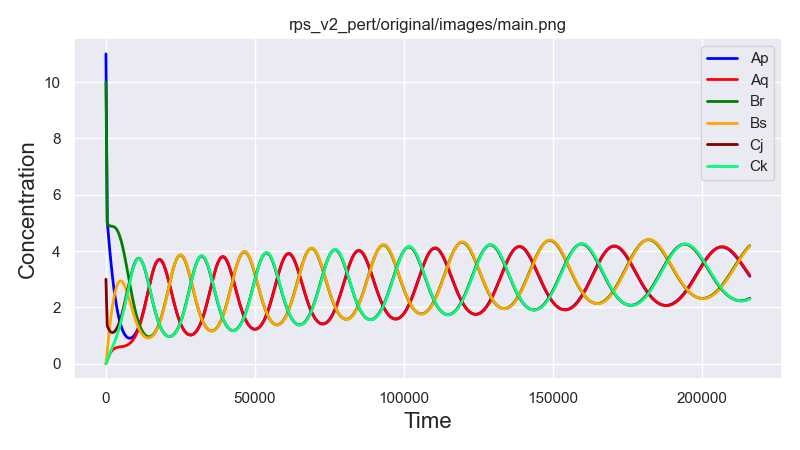 rps_v2_pert/original/images/main.png
Concentration
10
8
6
4
2
0
Ap
Aq
Br
Bs
Cj
Ck
0 50000 100000 150000 200000
Time